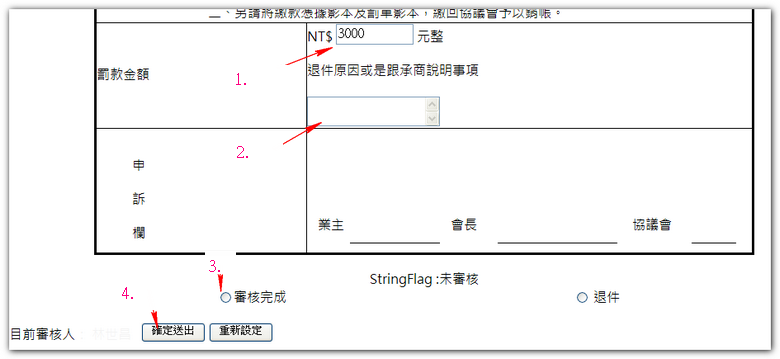 二、另請將繳款憑據影本及罰單影本，繳回協議會予以銷帳。
NT$ 3000 元整
1.
罰款金額
退件原因或是跟承商說明事項
2.
申
訴
欄
業主 會長 協議會
3.
StringFlag :未審核
審核完成 退件
4.
目前審核人： 確定送出 重新設定